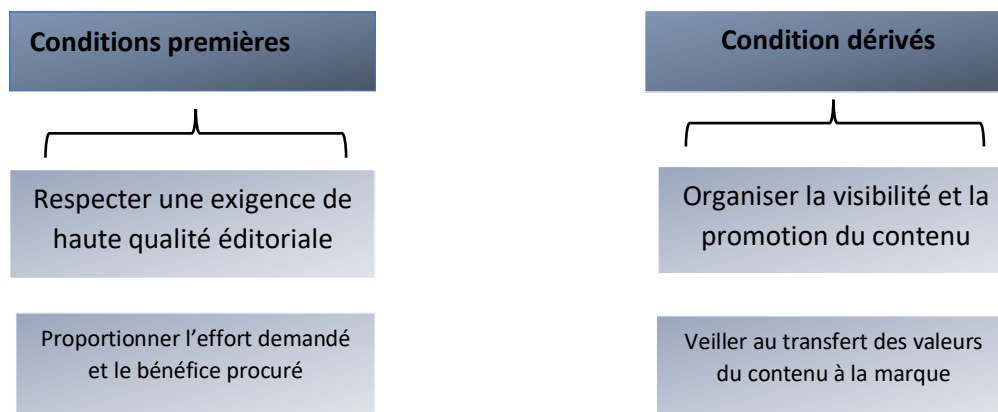 Conditions premières
Condition dérivés
Respecter une exigence de
haute qualité éditoriale
Organiser la visibilité et la
promotion du contenu
Proportionner l’effort demandé
et le bénéfice procuré
Veiller au transfert des valeurs
du contenu à la marque